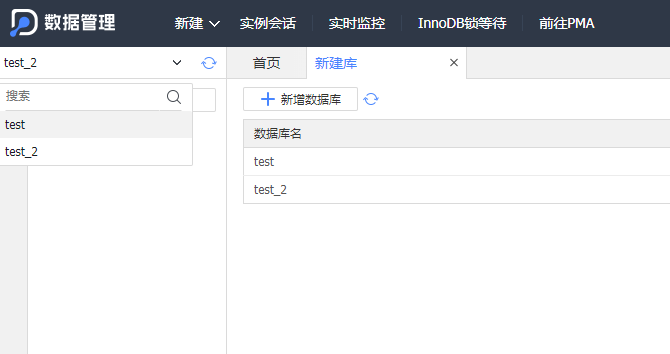 数据管理 新建 实例会话 实时监控 InnoDB锁等待 前往PMA
test_2 首页 新建库
搜索
test
test_2
新增数据库
数据库名
test
test_2